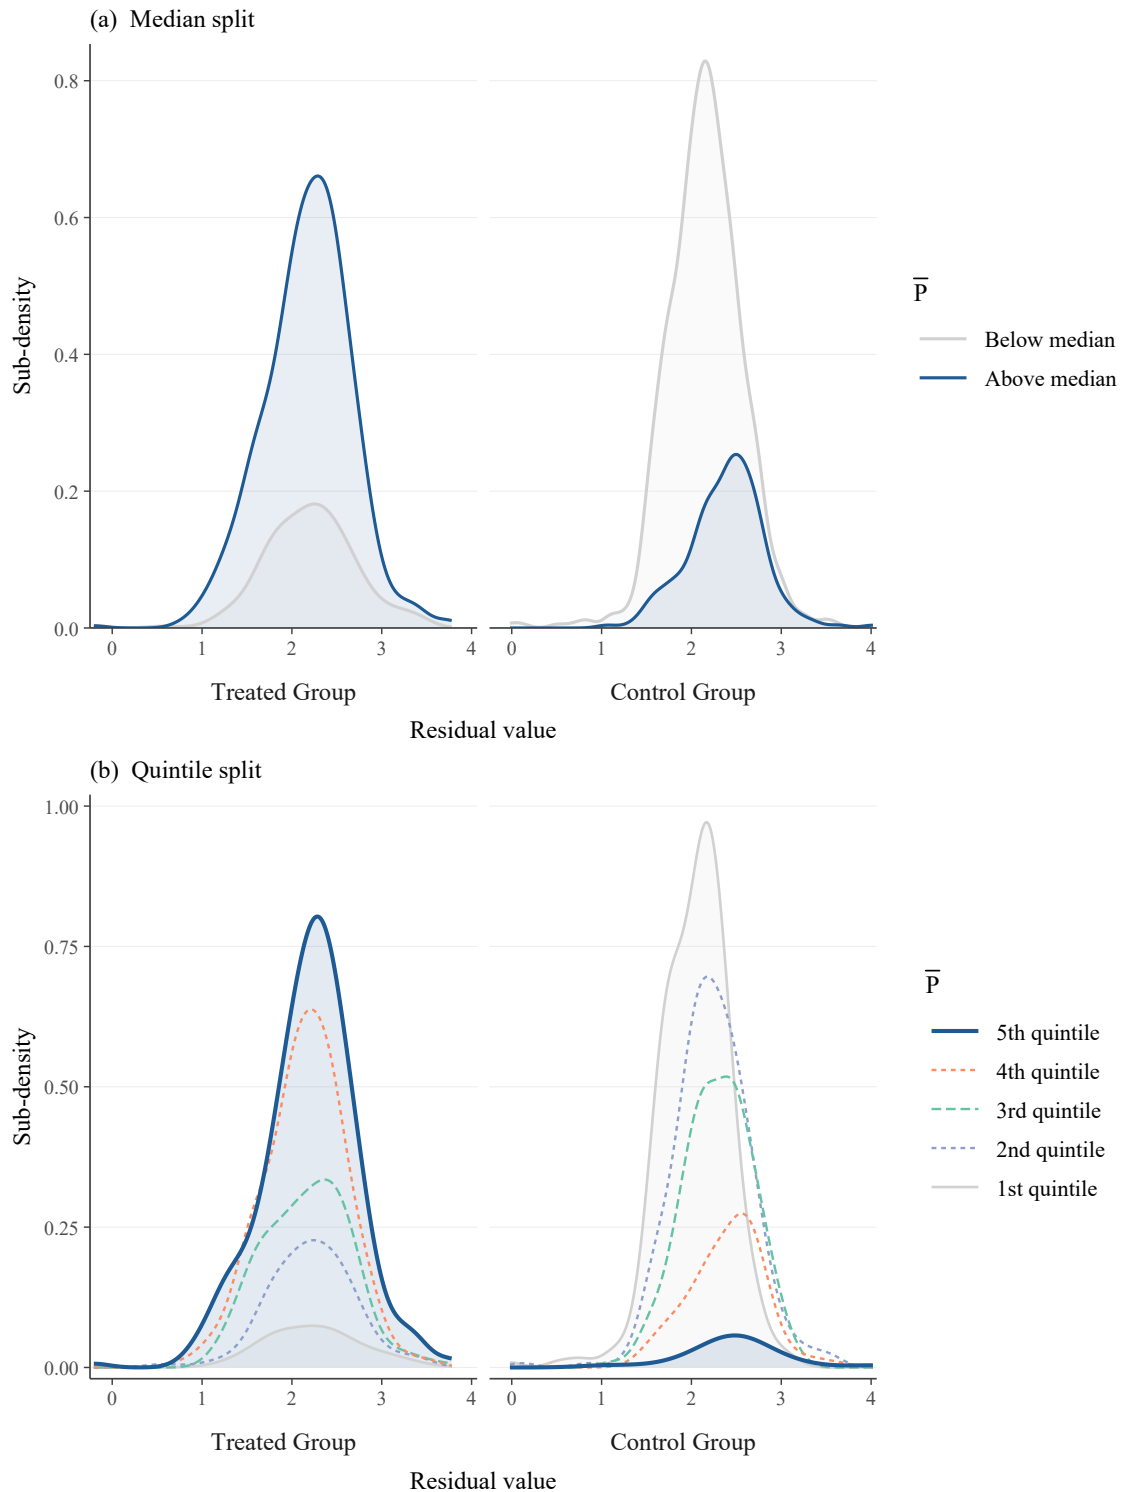 (a) Median split
Sub-density
0.8
0.6
0.4
0.2
0.0
0 1 2 3 4
0 1 2 3 4
Treated Group
Control Group
Residual value
P̅
Below median
Above median
(b) Quintile split
Sub-density
1.00
0.75
0.50
0.25
0.00
0 1 2 3 4
0 1 2 3 4
Treated Group
Control Group
Residual value
P̅
5th quintile
4th quintile
3rd quintile
2nd quintile
1st quintile